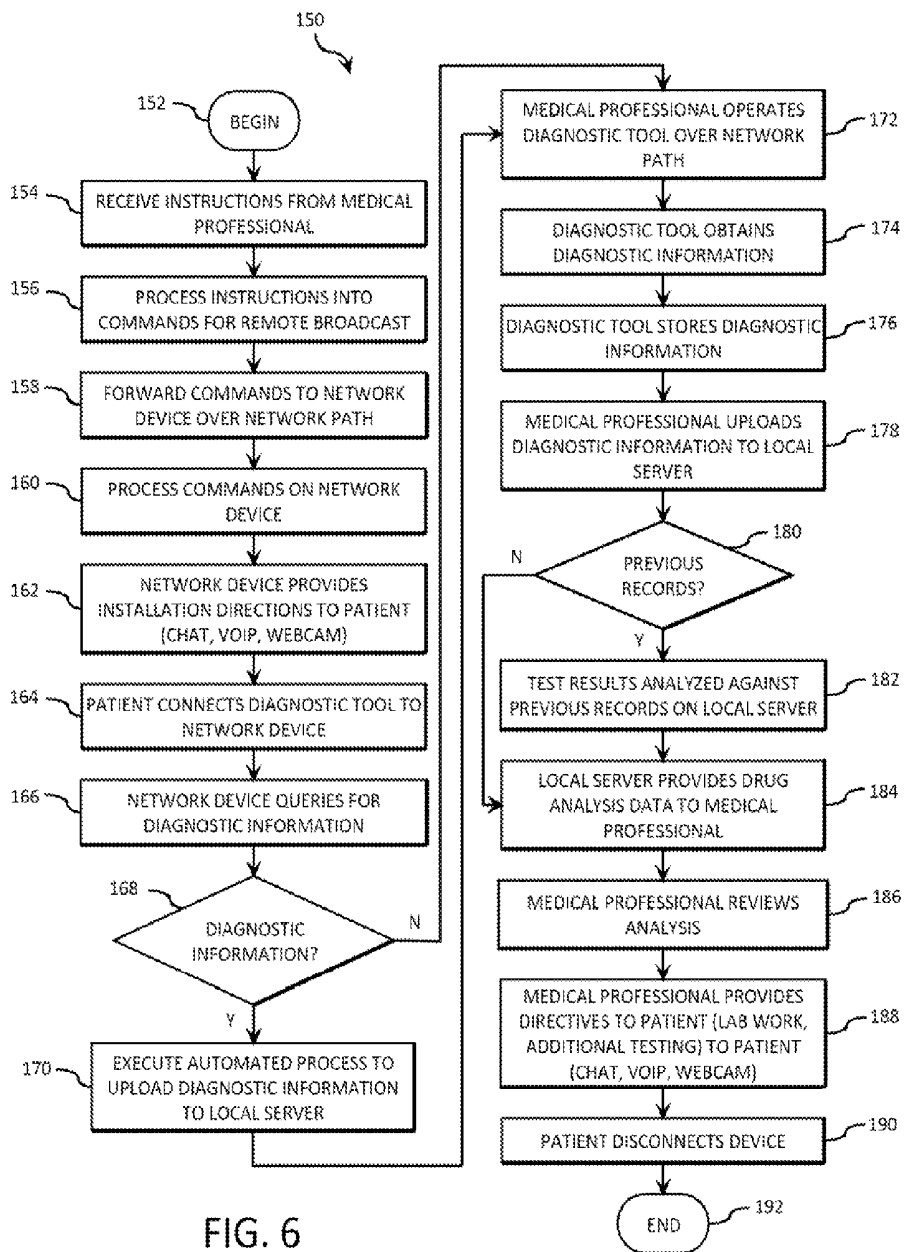 150
152
BEGIN
154
RECEIVE INSTRUCTIONS FROM MEDICAL
PROFESSIONAL
156
PROCESS INSTRUCTIONS INTO
COMMANDS FOR REMOTE BROADCAST
158
FORWARD COMMANDS TO NETWORK
DEVICE OVER NETWORK PATH
160
PROCESS COMMANDS ON NETWORK
DEVICE
162
NETWORK DEVICE PROVIDES
INSTALLATION DIRECTIONS TO PATIENT
(CHAT, VOIP, WEBCAM)
164
PATIENT CONNECTS DIAGNOSTIC TOOL TO
NETWORK DEVICE
166
NETWORK DEVICE QUERIES FOR
DIAGNOSTIC INFORMATION
168
DIAGNOSTIC
INFORMATION?
N
Y
170
EXECUTE AUTOMATED PROCESS TO
UPLOAD DIAGNOSTIC INFORMATION
TO LOCAL SERVER
MEDICAL PROFESSIONAL OPERATES
DIAGNOSTIC TOOL OVER NETWORK
PATH
172
DIAGNOSTIC TOOL OBTAINS
DIAGNOSTIC INFORMATION
174
DIAGNOSTIC TOOL STORES DIAGNOSTIC
INFORMATION
176
MEDICAL PROFESSIONAL UPLOADS
DIAGNOSTIC INFORMATION TO LOCAL
SERVER
178
180
PREVIOUS
RECORDS?
N
Y
TEST RESULTS ANALYZED AGAINST
PREVIOUS RECORDS ON LOCAL SERVER
182
LOCAL SERVER PROVIDES DRUG
ANALYSIS DATA TO MEDICAL
PROFESSIONAL
184
MEDICAL PROFESSIONAL REVIEWS
ANALYSIS
186
MEDICAL PROFESSIONAL PROVIDES
DIRECTIVES TO PATIENT (LAB WORK,
ADDITIONAL TESTING) TO PATIENT
(CHAT, VOIP, WEBCAM)
188
PATIENT DISCONNECTS DEVICE
190
END
192
FIG. 6